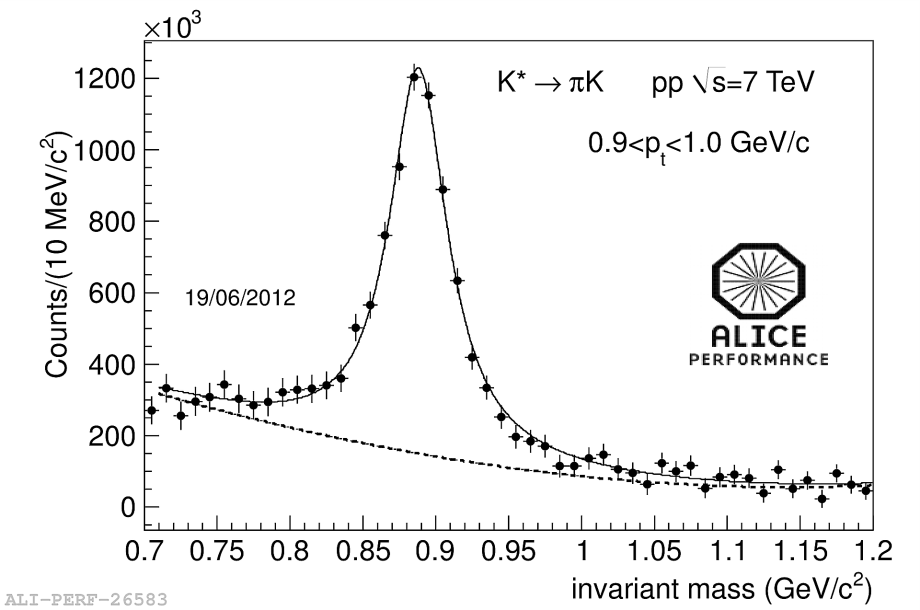 ×10³
K* → πK pp √s=7 TeV
0.9<pₜ<1.0 GeV/c
Counts/(10 MeV/c²)
1200
1000
800
600
400
200
0
19/06/2012
ALICE
PERFORMANCE
0.7 0.75 0.8 0.85 0.9 0.95 1 1.05 1.1 1.15 1.2
invariant mass (GeV/c²)
ALI-PERF-26583